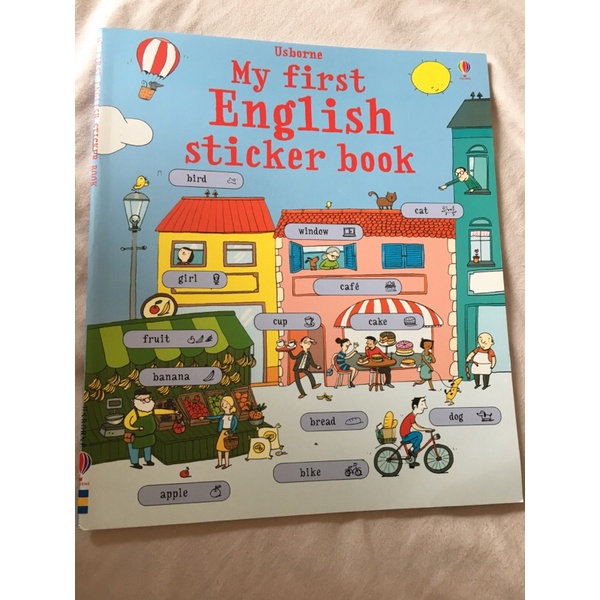 Usborne
My first
English
sticker book
bird
cat
window
girl
café
cup
cake
fruit
banana
bread
dog
bike
apple